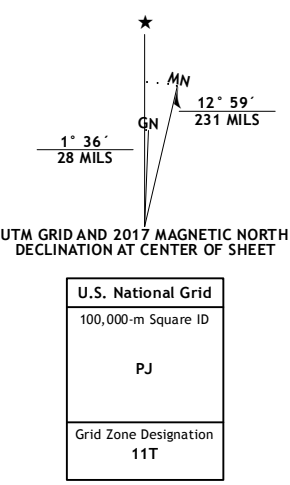 ★
MN
GN
12° 59´
231 MILS
1° 36´
28 MILS
UTM GRID AND 2017 MAGNETIC NORTH
DECLINATION AT CENTER OF SHEET
U.S. National Grid
100,000-m Square ID
PJ
Grid Zone Designation
11T